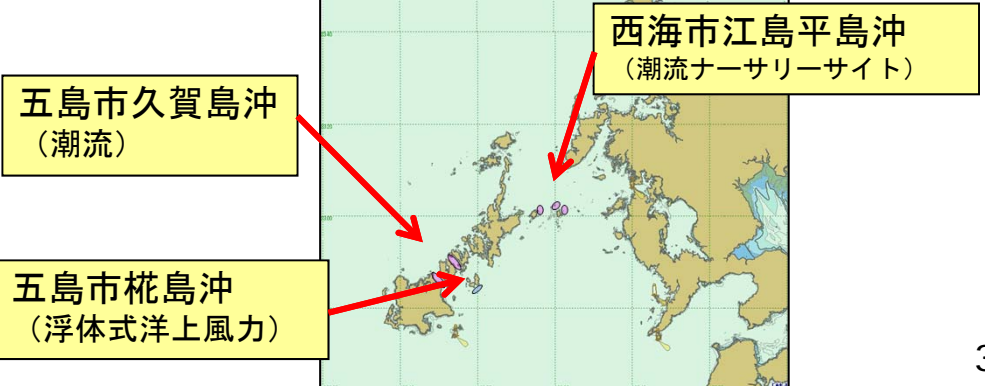 西海市江島平島沖
（潮流ナーサリーサイト）
五島市久賀島沖
（潮流）
五島市椛島沖
（浮体式洋上風力）